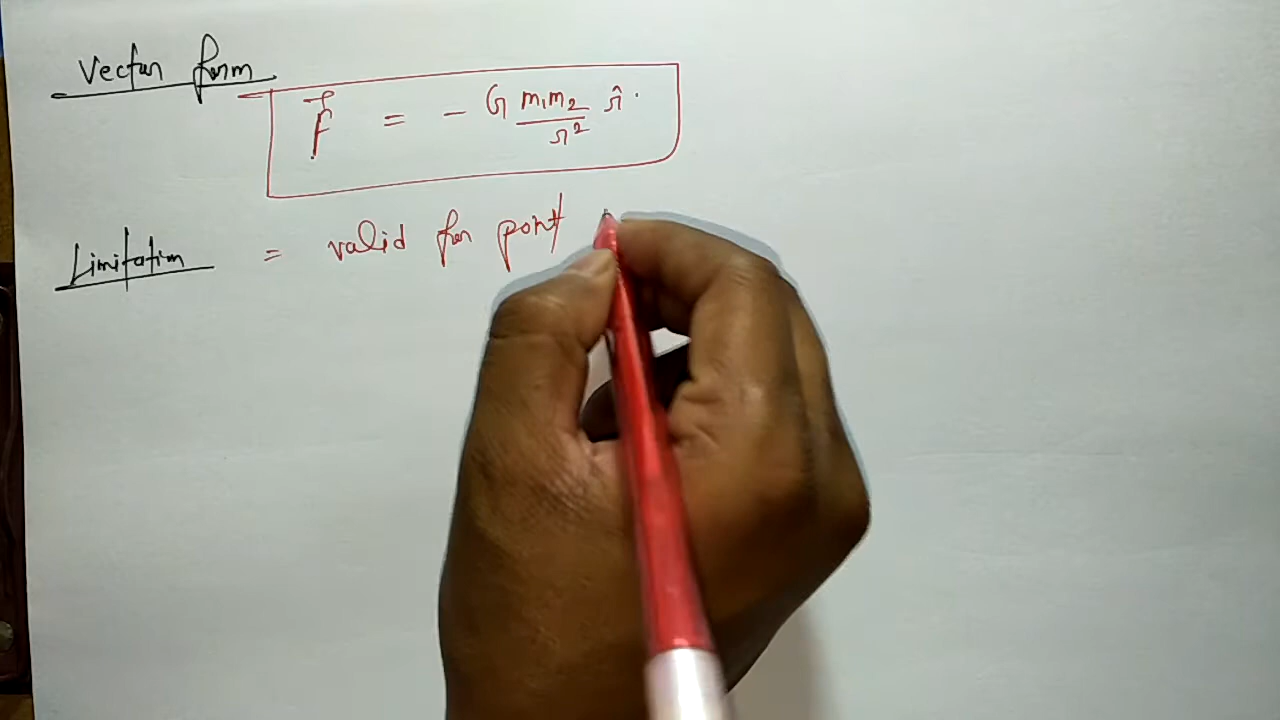 Vector form
F⃗ = - G m₁m₂/r² r̂.
Limitation = valid for point